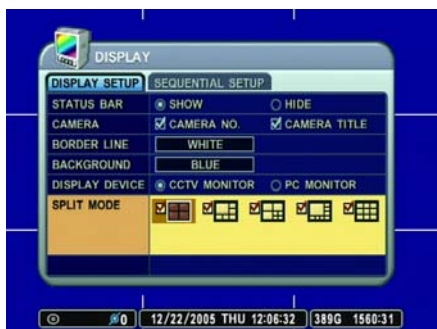 DISPLAY
DISPLAY SETUP SEQUENTIAL SETUP
STATUS BAR SHOW HIDE
CAMERA CAMERA NO. CAMERA TITLE
BORDER LINE WHITE
BACKGROUND BLUE
DISPLAY DEVICE CCTV MONITOR PC MONITOR
SPLIT MODE
0 12/22/2005 THU 12:06:32 389G 1560:31